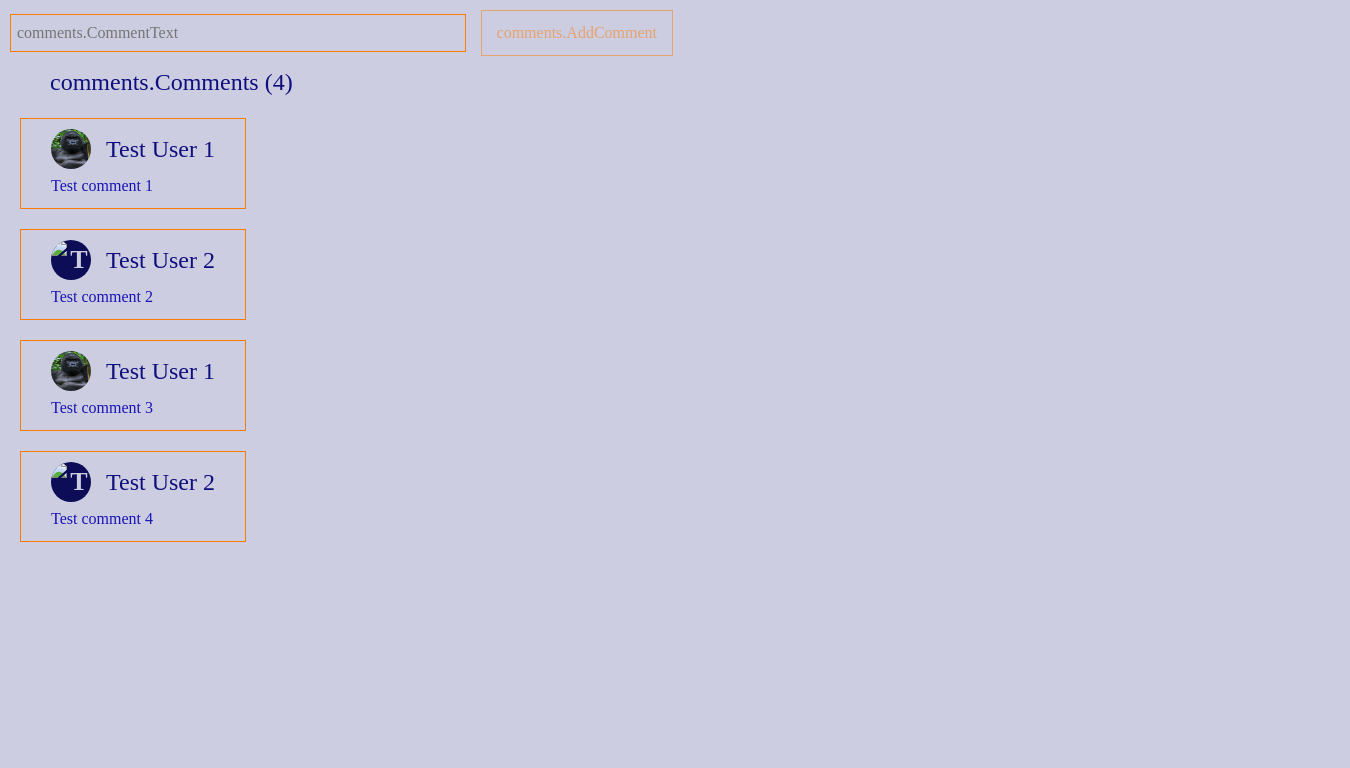 comments.CommentText
comments.AddComment
comments.Comments (4)
Test User 1
Test comment 1
T
Test User 2
Test comment 2
Test User 1
Test comment 3
T
Test User 2
Test comment 4